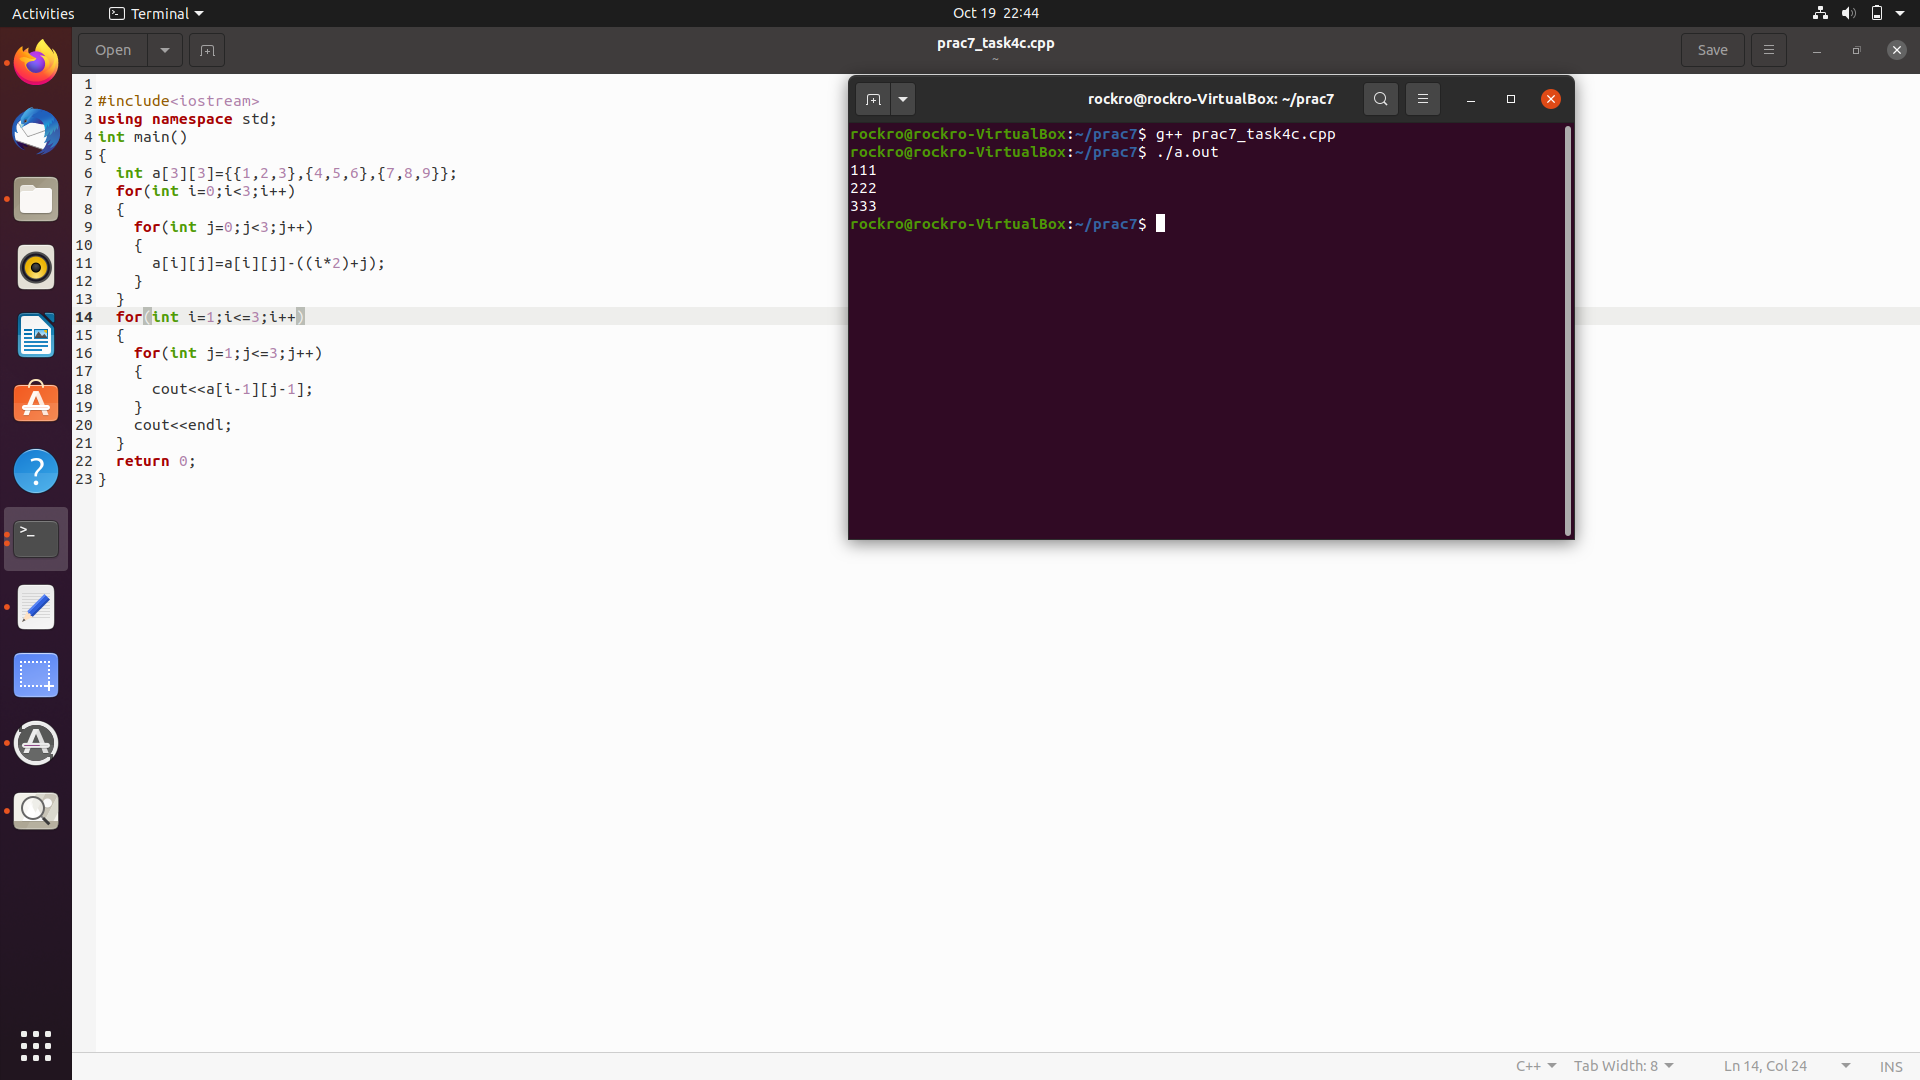 Activities
Terminal
Oct 19 22:44
Open
prac7_task4c.cpp
~
Save
1
2 #include<iostream>
3 using namespace std;
4 int main()
5 {
6   int a[3][3]={{1,2,3},{4,5,6},{7,8,9}};
7   for(int i=0;i<3;i++)
8   {
9     for(int j=0;j<3;j++)
10     {
11       a[i][j]=a[i][j]-((i*2)+j);
12     }
13   }
14   for(int i=1;i<=3;i++)
15   {
16     for(int j=1;j<=3;j++)
17     {
18       cout<<a[i-1][j-1];
19     }
20     cout<<endl;
21   }
22   return 0;
23 }
rockro@rockro-VirtualBox: ~/prac7
rockro@rockro-VirtualBox:~/prac7$ g++ prac7_task4c.cpp
rockro@rockro-VirtualBox:~/prac7$ ./a.out
111
222
333
rockro@rockro-VirtualBox:~/prac7$
C++
Tab Width: 8
Ln 14, Col 24
INS